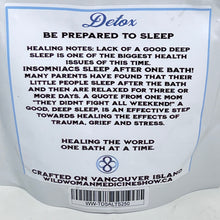 Detox
BE PREPARED TO SLEEP
HEALING NOTES: LACK OF A GOOD DEEP
SLEEP IS ONE OF THE BIGGEST HEALTH
ISSUES OF THIS TIME.
INSOMNIACS SLEEP AFTER ONE BATH!
MANY PARENTS HAVE FOUND THAT THEIR
LITTLE PEOPLE SLEEP AFTER THE BATH
AND THEN ARE RELAXED FOR THREE OR
MORE DAYS. A QUOTE FROM ONE MOM
"THEY DIDNT FIGHT ALL WEEKEND!" A
GOOD, DEEP SLEEP, IS AN EFFECTIVE STEP
TOWARDS HEALING THE EFFECTS OF
TRAUMA, GRIEF AND STRESS.
HEALING THE WORLD
ONE BATH AT A TIME.
CRAFTED ON VANCOUVER ISLAND
WILDWOMANMEDICINESHOW.CA
WW-TDSALTS250